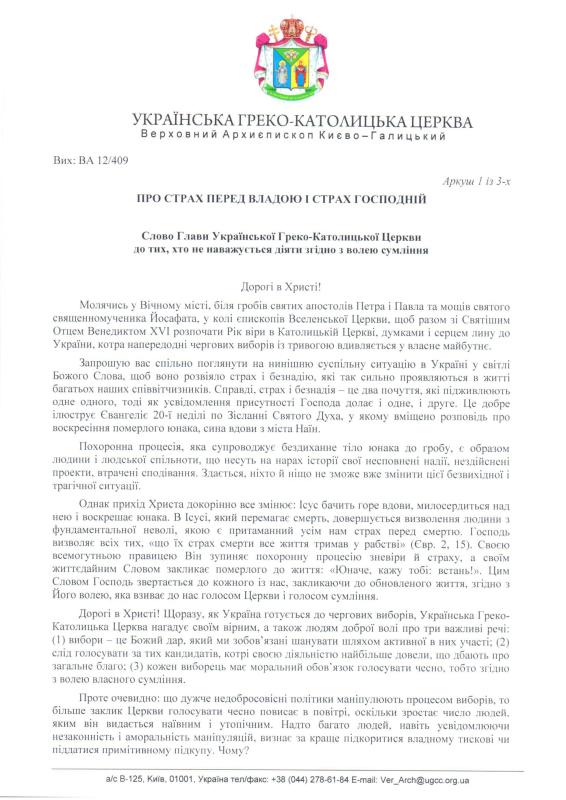 УКРАЇНСЬКА ГРЕКО-КАТОЛИЦЬКА ЦЕРКВА
Верховний Архиєпископ Києво–Галицький
Вих: ВА 12/409
Аркуш 1 із 3-х
ПРО СТРАХ ПЕРЕД ВЛАДОЮ І СТРАХ ГОСПОДНІЙ
Слово Глави Української Греко-Католицької Церкви
до тих, хто не наважується діяти згідно з волею сумління
Дорогі в Христі!
Молячись у Вічному місті, біля гробів святих апостолів Петра і Павла та мощів святого
священномученика Йосафата, у колі єпископів Вселенської Церкви, щоб разом зі Святішим
Отцем Венедиктом XVI розпочати Рік віри в Католицькій Церкві, думками і серцем лину до
України, котра напередодні чергових виборів із тривогою вдивляється у власне майбутнє.
Запрошую вас спільно поглянути на нинішню суспільну ситуацію в Україні у світлі
Божого Слова, щоб воно розвіяло страх і безнадію, які так сильно проявляються в житті
багатьох наших співвітчизників. Справді, страх і безнадія – це два почуття, які підживлюють
одне одного, тоді як усвідомлення присутності Господа долає і одне, і друге. Це добре
ілюструє Євангеліє 20-ї неділі по Зісланні Святого Духа, у якому вміщено розповідь про
воскресіння померлого юнака, сина вдови з міста Наїн.
Похоронна процесія, яка супроводжує бездиханне тіло юнака до гробу, є образом
людини і людської спільноти, що несуть на нарах історії свої несповнені надії, нездійснені
проекти, втрачені сподівання. Здається, ніхто й ніщо не зможе вже змінити цієї безвихідної і
трагічної ситуації.
Однак прихід Христа докорінно все змінює: Ісус бачить горе вдови, милосердиться над
нею і воскрешає юнака. В Ісусі, який перемагає смерть, довершується визволення людини з
фундаментальної неволі, якою є притаманний усім нам страх перед смертю. Господь
визволяє всіх тих, «що їх страх смерти все життя тримав у рабстві» (Євр. 2, 15). Своєю
всемогутньою правицею Він зупиняє похоронну процесію зневіри й страху, а своїм
життєдайним Словом закликає померлого до життя: «Юначе, кажу тобі: встань!». Цим
Словом Господь звертається до кожного із нас, закликаючи до обновленого життя, згідно з
Його волею, яка взиває до нас голосом Церкви і голосом сумління.
Дорогі в Христі! Щоразу, як Україна готується до чергових виборів, Українська Греко-
Католицька Церква нагадує своїм вірним, а також людям доброї волі про три важливі речі:
(1) вибори – це Божий дар, який ми зобов’язані шанувати шляхом активної в них участі; (2)
слід голосувати за тих кандидатів, котрі своєю діяльністю найбільше довели, що дбають про
загальне благо; (3) кожен виборець має моральний обов’язок голосувати чесно, тобто згідно
з волею власного сумління.
Проте очевидно: що дужче недобросовісні політики маніпулюють процесом виборів, то
більше заклик Церкви голосувати чесно повисає в повітрі, оскільки зростає число людей,
яким він видається наївним і утопічним. Надто багато людей, навіть усвідомлюючи
незаконність і аморальність маніпуляцій, визнає за краще підкоритися владному тискові чи
піддатися примітивному підкупу. Чому?
а/с В-125, Київ, 01001, Україна тел/факс: +38 (044) 278-61-84 E-mail: Ver_Arch@ugcc.org.ua